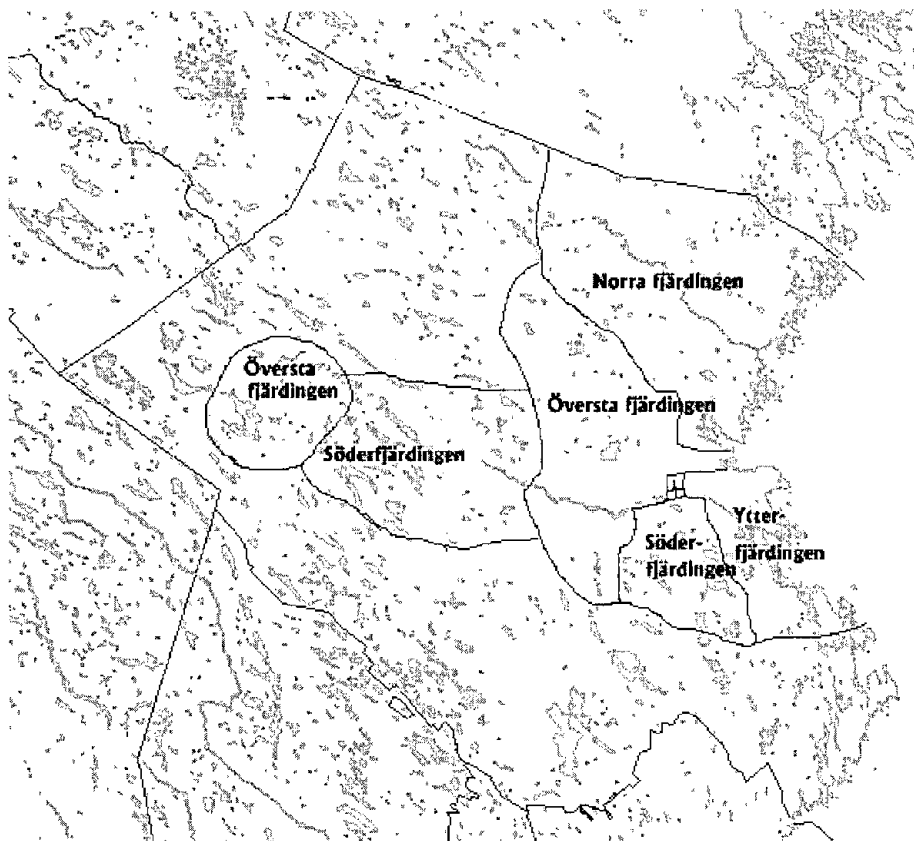 Norra fjärdingen
Översta
fjärdingen
Översta fjärdingen
Söderfjärdingen
Ytter-
fjärdingen
Söder-
fjärdingen